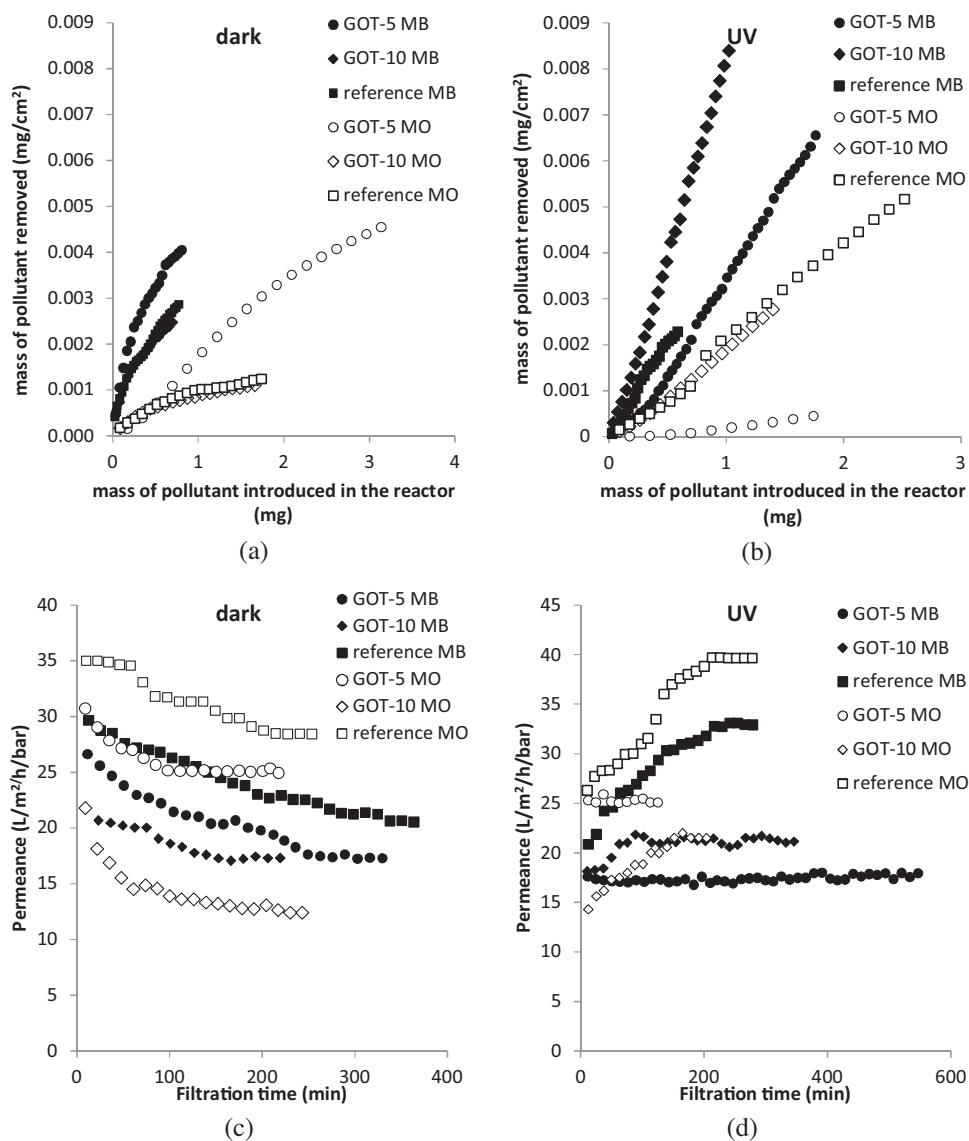 dark
0.009
0.008
0.007
0.006
0.005
0.004
0.003
0.002
0.001
0.000
mass of pollutant removed (mg/cm²)
GOT-5 MB
GOT-10 MB
reference MB
GOT-5 MO
GOT-10 MO
reference MO
0
1
2
3
4
mass of pollutant introduced in the reactor
(mg)
(a)
UV
0.009
0.008
0.007
0.006
0.005
0.004
0.003
0.002
0.001
0
mass of pollutant removed (mg/cm²)
GOT-5 MB
GOT-10 MB
reference MB
GOT-5 MO
GOT-10 MO
reference MO
0
1
2
3
mass of pollutant introduced in the reactor
(mg)
(b)
dark
40
35
30
25
20
15
10
5
0
Permeance (L/m²/h/bar)
GOT-5 MB
GOT-10 MB
reference MB
GOT-5 MO
GOT-10 MO
reference MO
0
100
200
300
400
Filtration time (min)
(c)
UV
45
40
35
30
25
20
15
10
5
0
Permeance (L/m²/h/bar)
GOT-5 MB
GOT-10 MB
reference MB
GOT-5 MO
GOT-10 MO
reference MO
0
200
400
600
Filtration time (min)
(d)